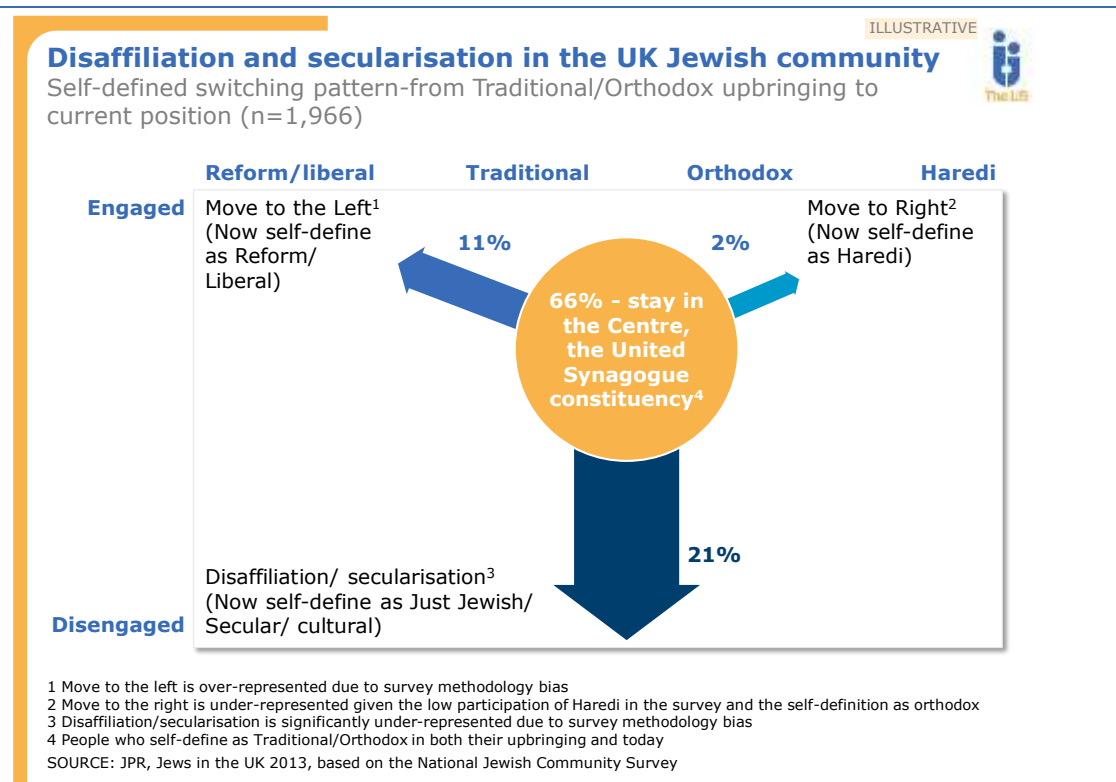 ILLUSTRATIVE
Disaffiliation and secularisation in the UK Jewish community
Self-defined switching pattern-from Traditional/Orthodox upbringing to
current position (n=1,966)
The US
Reform/liberal Traditional Orthodox Haredi
Engaged
Move to the Left¹
(Now self-define
as Reform/
Liberal)
11%
2%
Move to Right²
(Now self-define
as Haredi)
66% - stay in
the Centre,
the United
Synagogue
constituency⁴
21%
Disaffiliation/ secularisation³
(Now self-define as Just Jewish/
Secular/ cultural)
Disengaged
1 Move to the left is over-represented due to survey methodology bias
2 Move to the right is under-represented given the low participation of Haredi in the survey and the self-definition as orthodox
3 Disaffiliation/secularisation is significantly under-represented due to survey methodology bias
4 People who self-define as Traditional/Orthodox in both their upbringing and today
SOURCE: JPR, Jews in the UK 2013, based on the National Jewish Community Survey